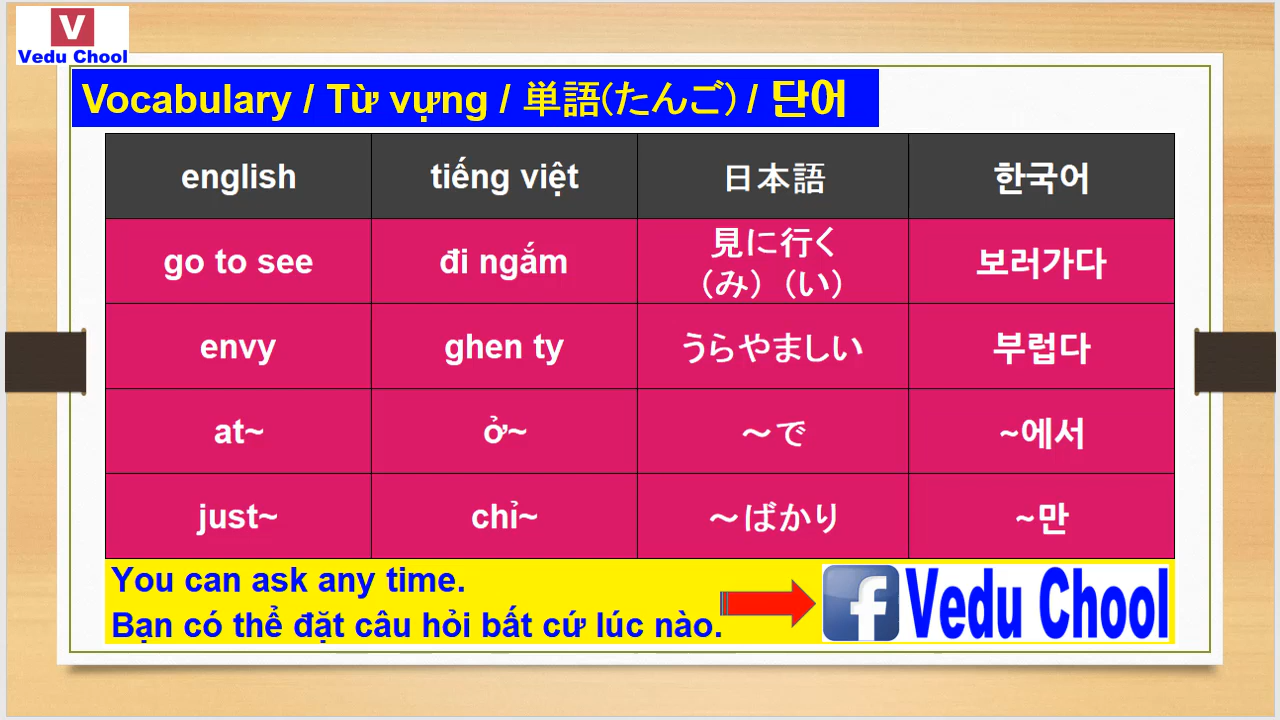 V
Vedu Chool
Vocabulary / Từ vựng / 単語(たんご) / 단어
english tiếng việt 日本語 한국어
go to see đi ngắm 見に行く 보러가다
(み) (い)
envy ghen ty うらやましい 부럽다
at~ ở~ ～で ~에서
just~ chỉ~ ～ばかり ~만
You can ask any time.
Bạn có thể đặt câu hỏi bất cứ lúc nào.
f Vedu Chool